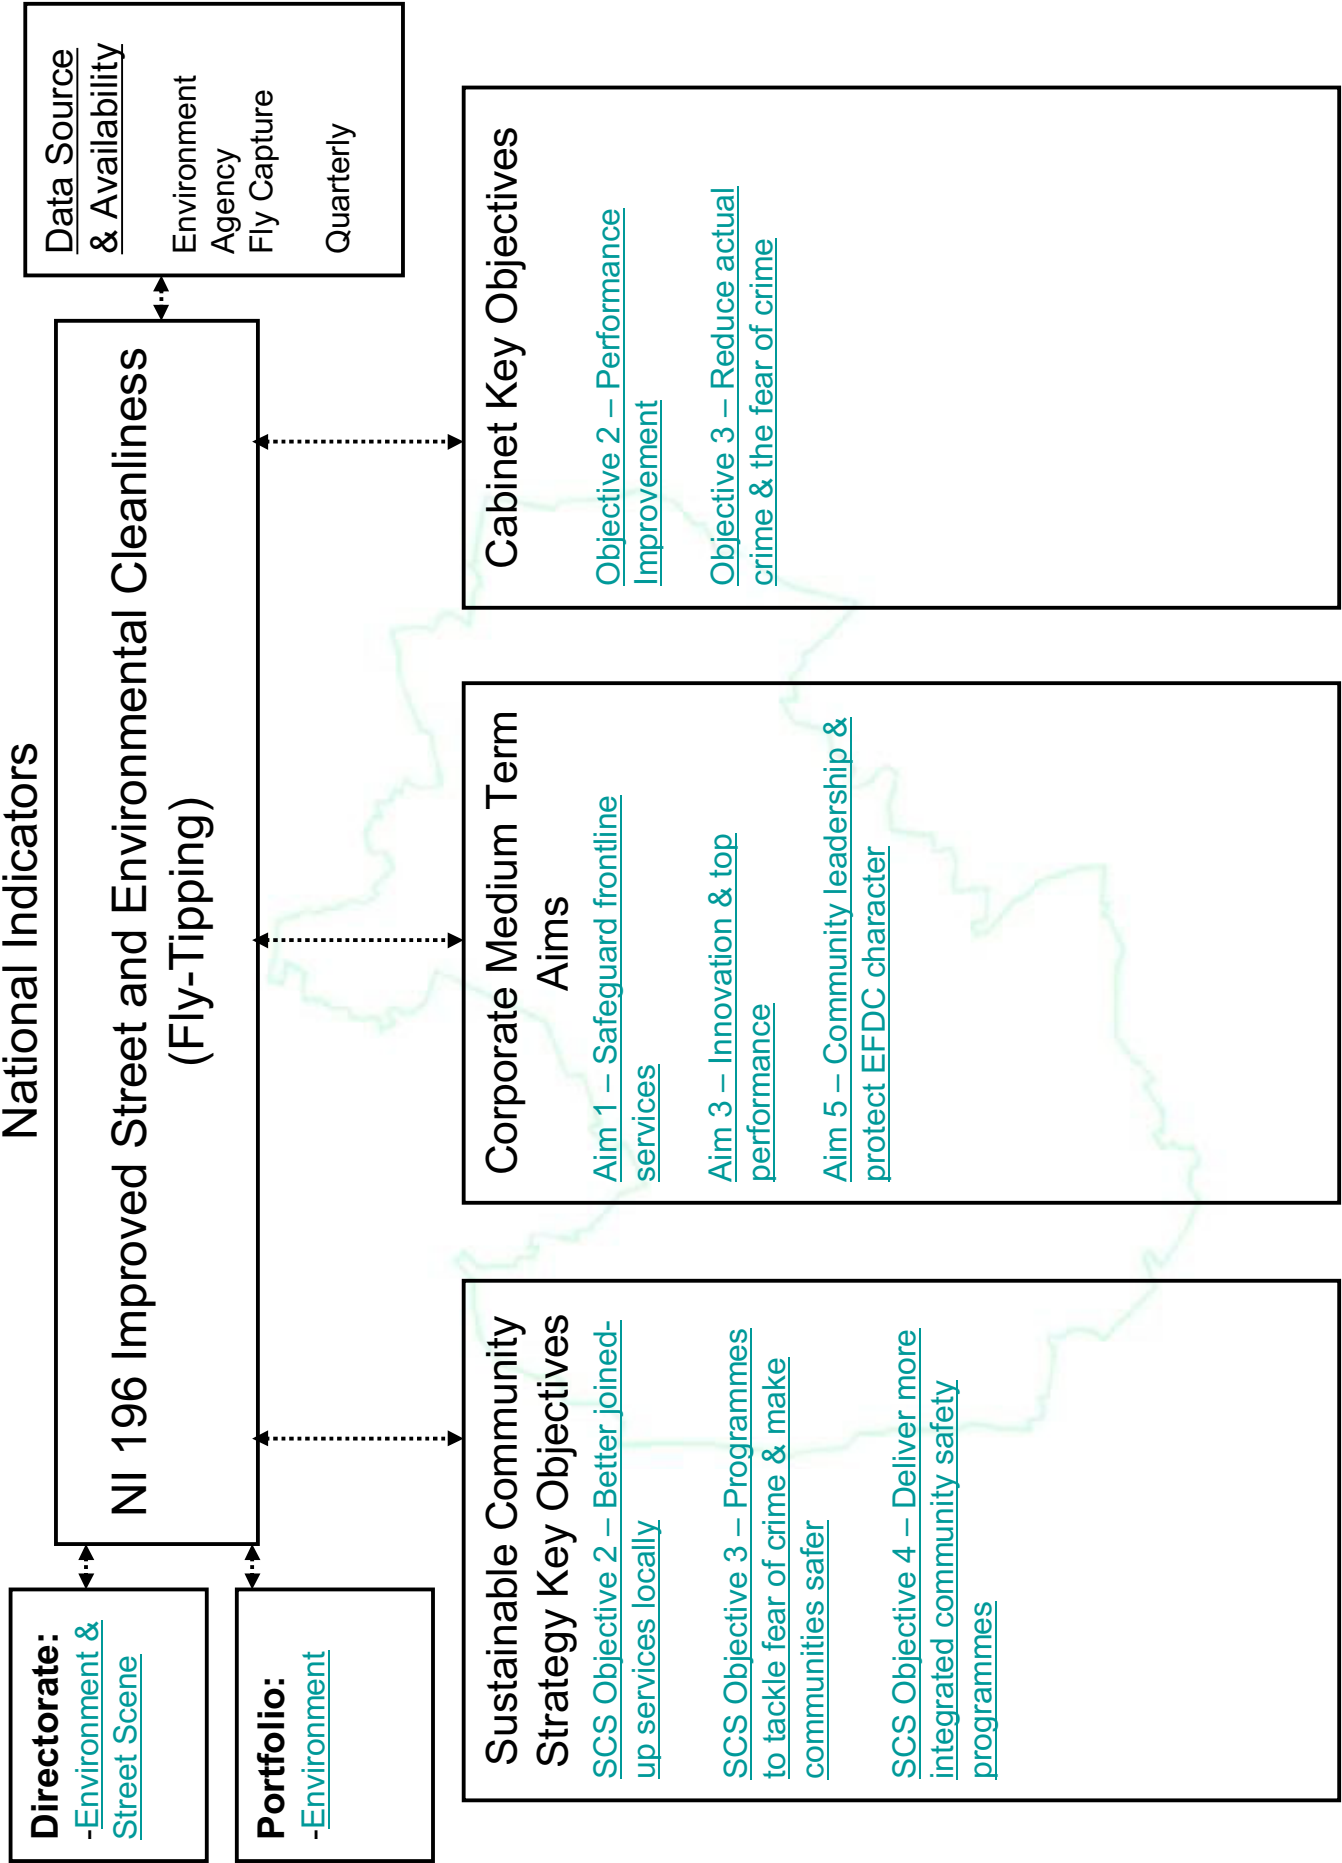 National Indicators
Directorate:
-Environment &
Street Scene
Portfolio:
-Environment
NI 196 Improved Street and Environmental Cleanliness
(Fly-Tipping)
Data Source
& Availability
Environment
Agency
Fly Capture
Quarterly
Sustainable Community
Strategy Key Objectives
SCS Objective 2 – Better joined-
up services locally
SCS Objective 3 – Programmes
to tackle fear of crime & make
communities safer
SCS Objective 4 – Deliver more
integrated community safety
programmes
Corporate Medium Term
Aims
Aim 1 – Safeguard frontline
services
Aim 3 – Innovation & top
performance
Aim 5 – Community leadership &
protect EFDC character
Cabinet Key Objectives
Objective 2 – Performance
Improvement
Objective 3 – Reduce actual
crime & the fear of crime